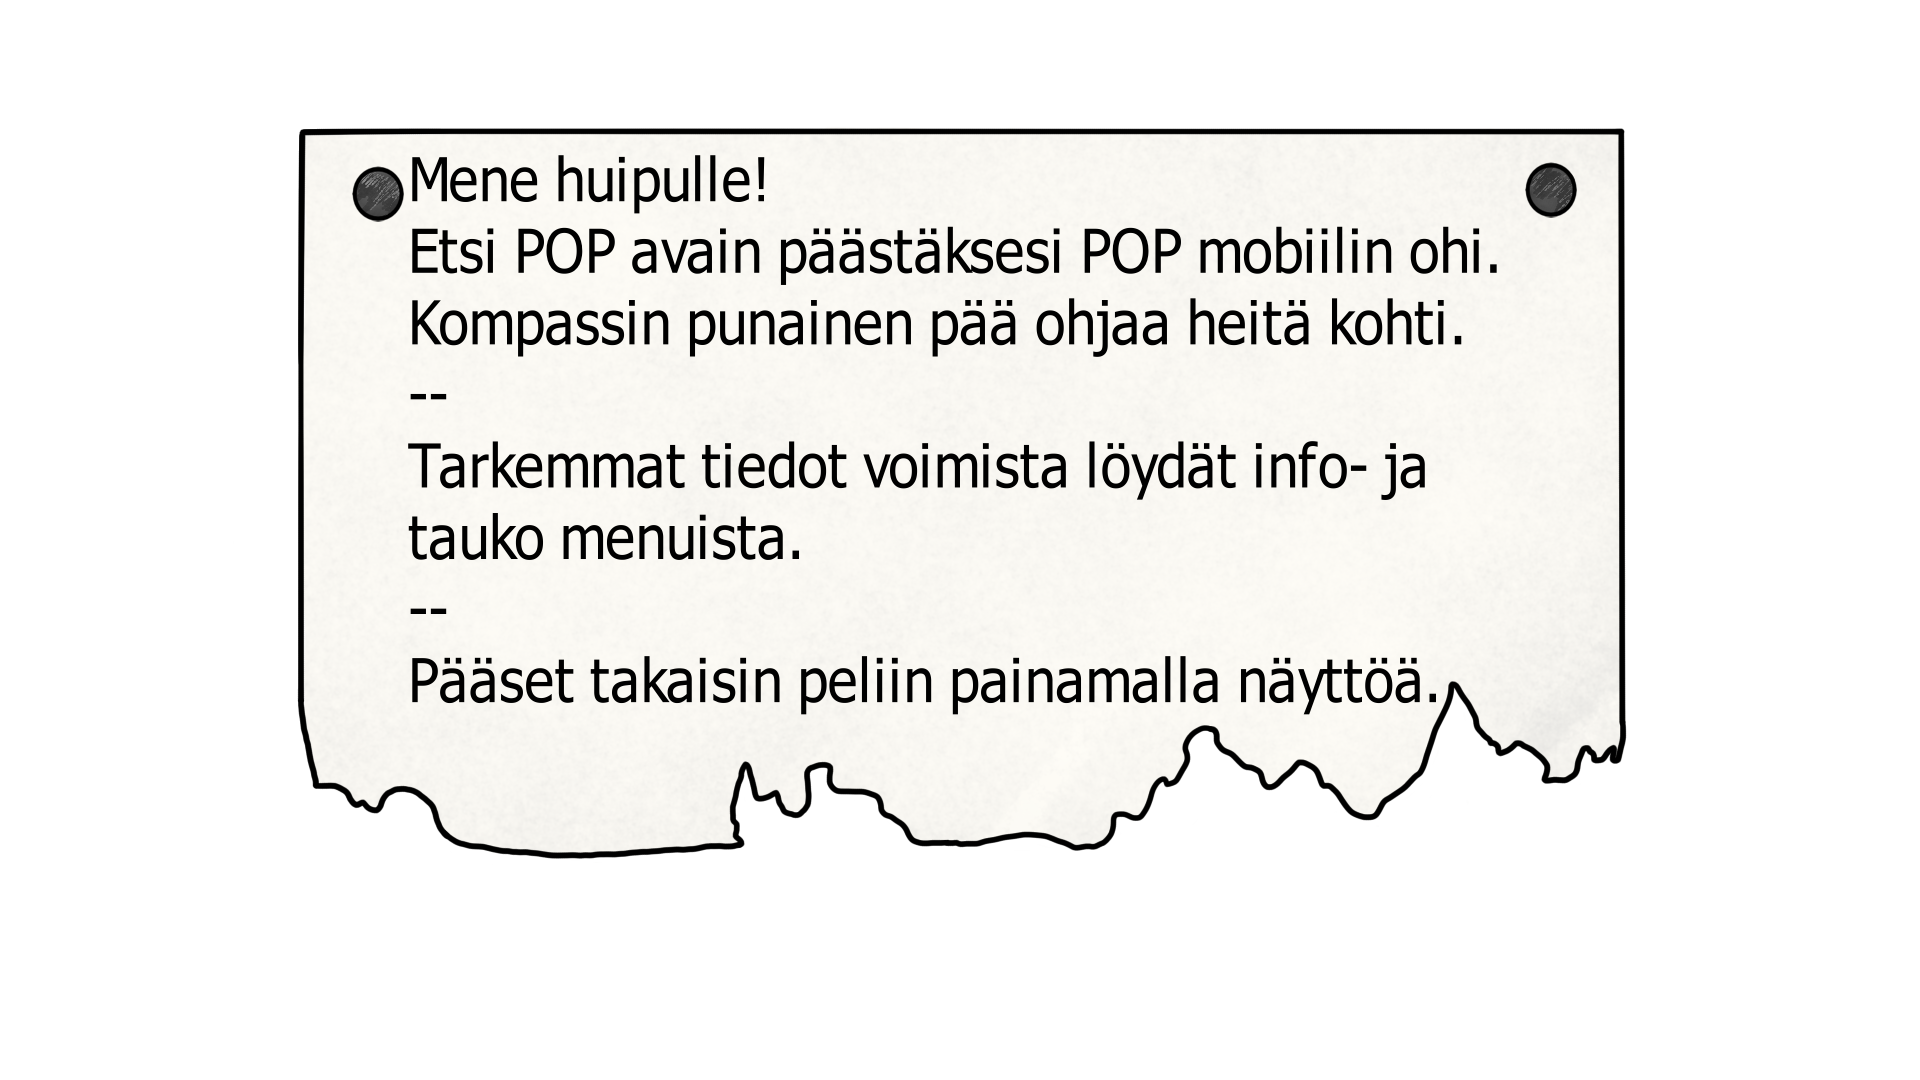 Mene huipulle!
Etsi POP avain päästäksesi POP mobiilin ohi.
Kompassin punainen pää ohjaa heitä kohti.
--
Tarkemmat tiedot voimista löydät info- ja
tauko menuista.
--
Pääset takaisin peliin painamalla näyttöä.